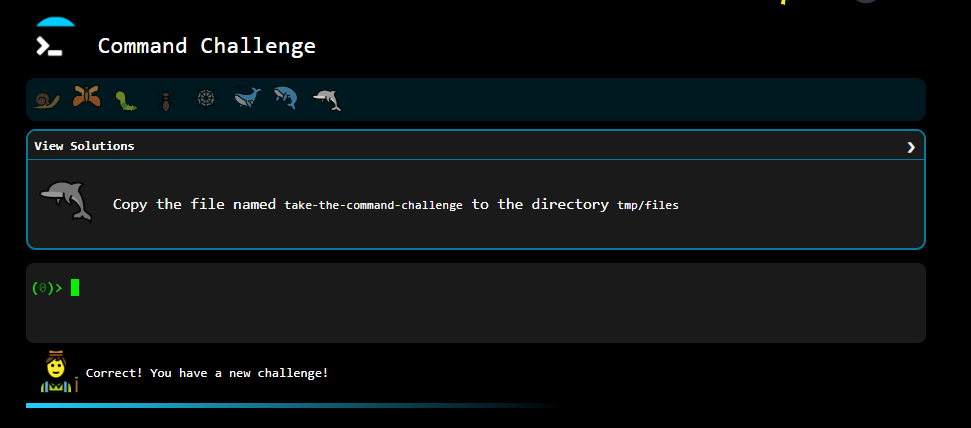 Command Challenge
View Solutions
Copy the file named take-the-command-challenge to the directory tmp/files
(0)>
Correct! You have a new challenge!